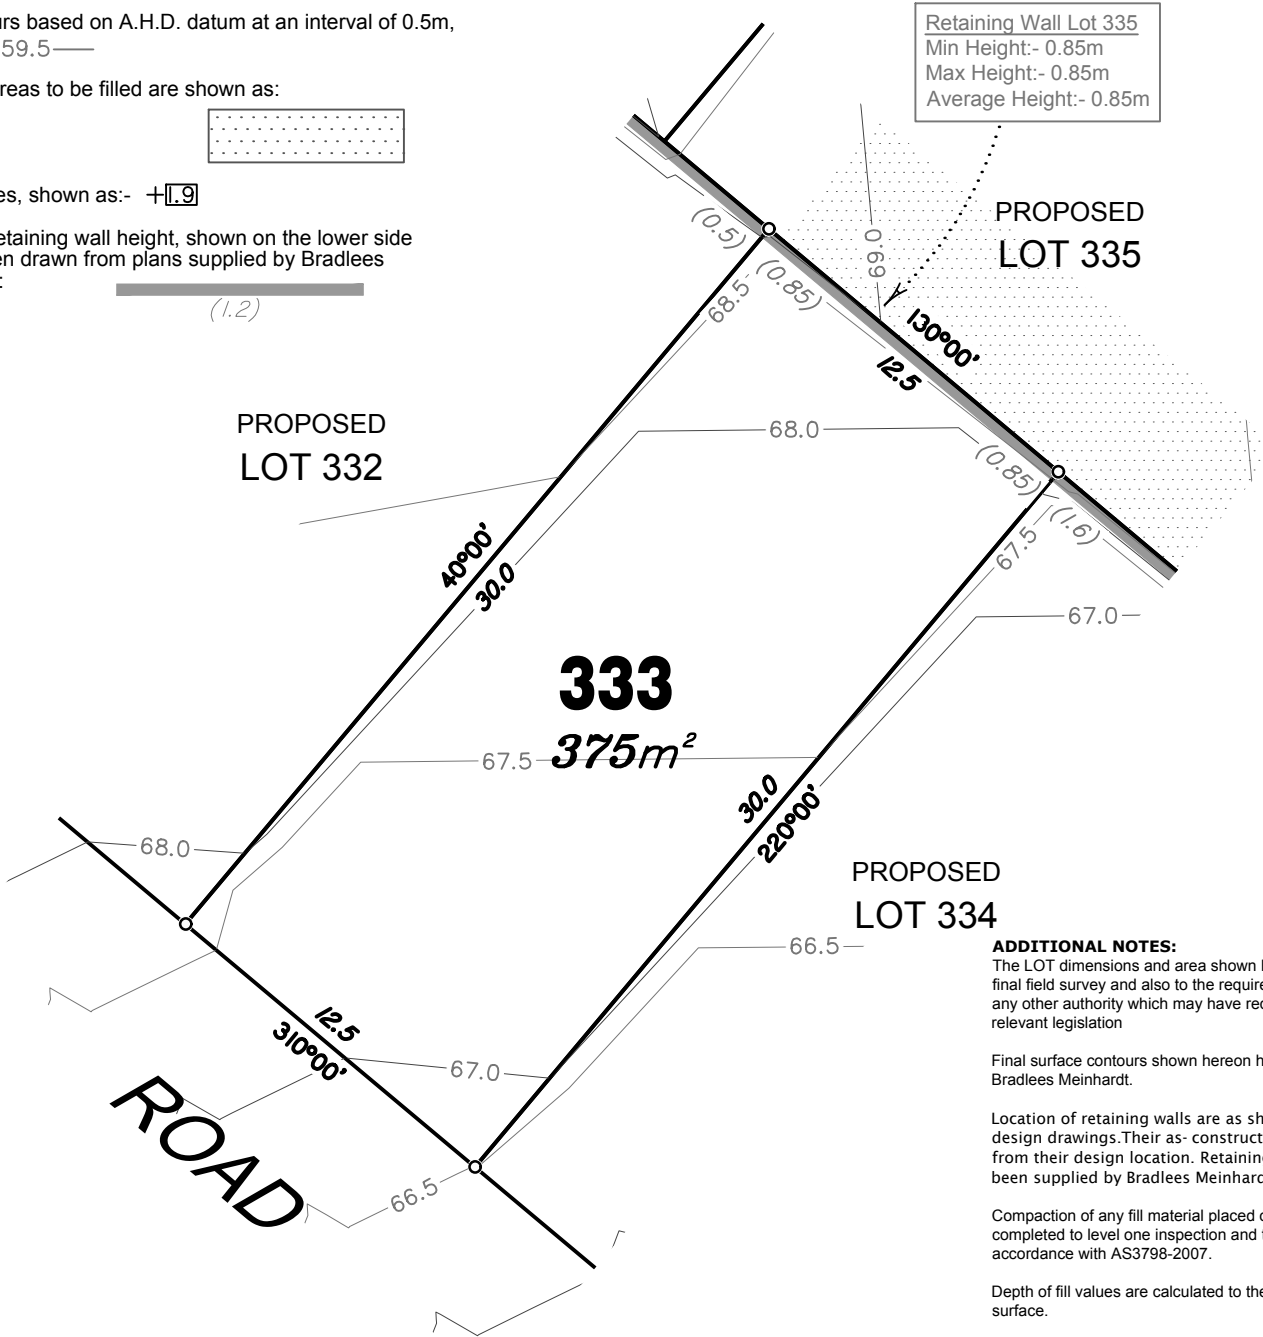 urs based on A.H.D. datum at an interval of 0.5m,
59.5
reas to be filled are shown as:
es, shown as:- +1.9
etaining wall height, shown on the lower side
en drawn from plans supplied by Bradlees
:
(1.2)
Retaining Wall Lot 335
Min Height:- 0.85m
Max Height:- 0.85m
Average Height:- 0.85m
PROPOSED
LOT 335
(0.5)
(0.85)
69.0
68.5
130°00'
12.5
68.0
(0.85)
(1.6)
67.5
67.0
PROPOSED
LOT 332
40°00'
30.0
333
375m²
67.5
30.0
220°00'
68.0
PROPOSED
LOT 334
66.5
12.5
310°00'
67.0
ROAD
66.5
ADDITIONAL NOTES:
The LOT dimensions and area shown
final field survey and also to the require
any other authority which may have re
relevant legislation
Final surface contours shown hereon h
Bradlees Meinhardt.
Location of retaining walls are as sh
design drawings.Their as- construct
from their design location. Retaining
been supplied by Bradlees Meinhard
Compaction of any fill material placed
completed to level one inspection and
accordance with AS3798-2007.
Depth of fill values are calculated to the
surface.